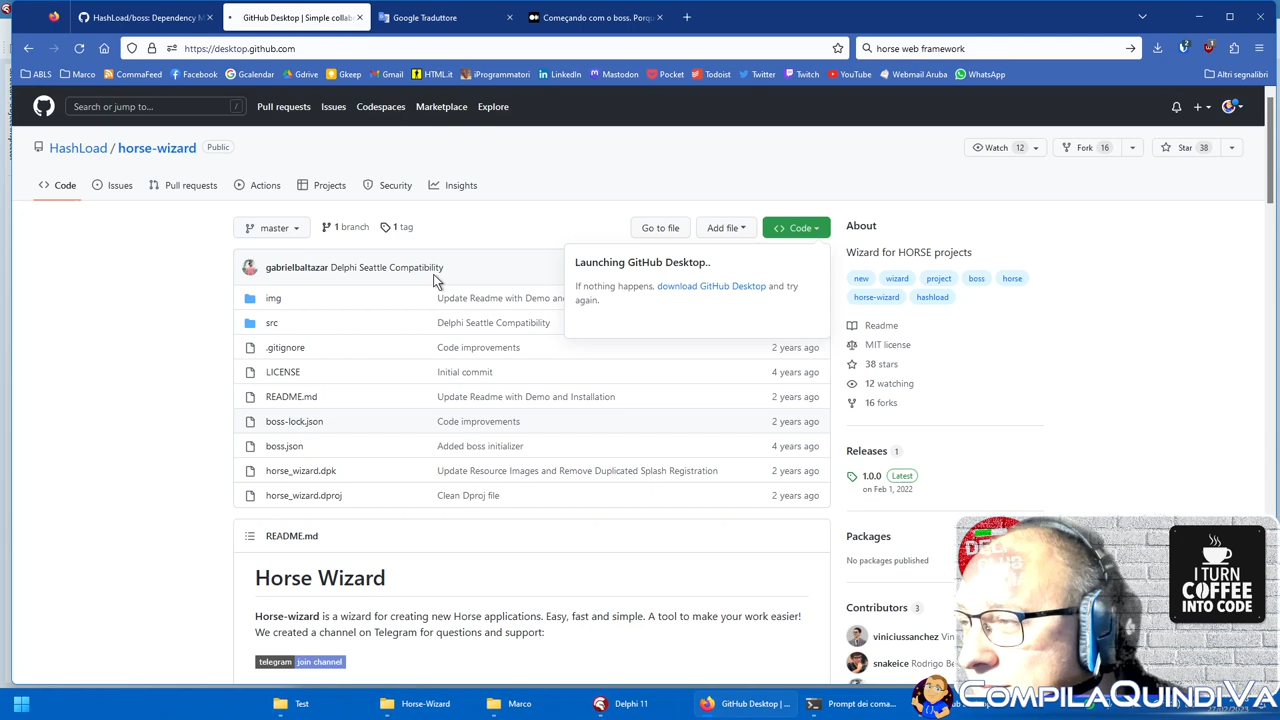 HashLoad/boss: Dependency M
GitHub Desktop | Simple collab
Google Traduttore
Começando com o boss. Porqu
https://desktop.github.com
horse web framework
ABLS
Marco
CommaFeed
Facebook
Gcalendar
Gdrive
Gkeep
Gmail
HTML.it
iProgrammatori
LinkedIn
Mastodon
Pocket
Todoist
Twitter
Twitch
YouTube
Webmail Aruba
WhatsApp
Altri segnalibri
Search or jump to...
/
Pull requests
Issues
Codespaces
Marketplace
Explore
HashLoad / horse-wizard
Public
Watch 12
Fork 16
Star 38
Code
Issues
Pull requests
Actions
Projects
Security
Insights
master
1 branch
1 tag
Go to file
Add file
Code
About
Wizard for HORSE projects
new
wizard
project
boss
horse
horse-wizard
hashload
Readme
MIT license
38 stars
12 watching
16 forks
Launching GitHub Desktop..
If nothing happens, download GitHub Desktop and try
again.
gabrielbaltazar Delphi Seattle Compatibility
img
Update Readme with Demo an
src
Delphi Seattle Compatibility
.gitignore
Code improvements
2 years ago
LICENSE
Initial commit
4 years ago
README.md
Update Readme with Demo and Installation
2 years ago
boss-lock.json
Code improvements
2 years ago
boss.json
Added boss initializer
4 years ago
horse_wizard.dpk
Update Resource Images and Remove Duplicated Splash Registration
2 years ago
horse_wizard.dproj
Clean Dproj file
2 years ago
Releases 1
1.0.0
Latest
on Feb 1, 2022
Packages
No packages published
Contributors 3
viniciussanchez Vin
snakeice Rodrigo Be
README.md
Horse Wizard
Horse-wizard is a wizard for creating new Horse applications. Easy, fast and simple. A tool to make your work easier!
We created a channel on Telegram for questions and support:
telegram join channel
I TURN
COFFEE
INTO CODE
Test
Horse-Wizard
Marco
Delphi 11
GitHub Desktop | ...
Prompt dei coma...
COMPILAQUINDIVA